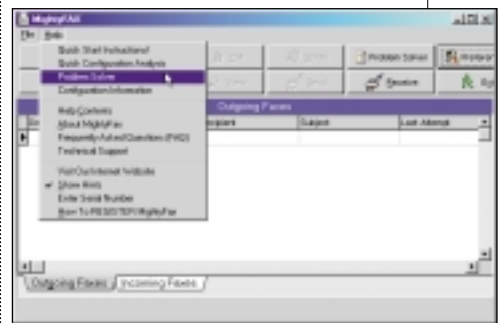 MightyFAX
File Help
Quick Start Instructions!
Quick Configuration Analysis
Problem Solver
Configuration Information
Help Contents
About MightyFax
Frequently Asked Questions (FAQ)
Technical Support
Visit Our Internet Website
Show Hints
Enter Serial Number
How To REGISTER MightyFax
Problem Solver
Receive
Outgoing Faxes
Subject
Last Attempt
Outgoing Faxes
Incoming Faxes